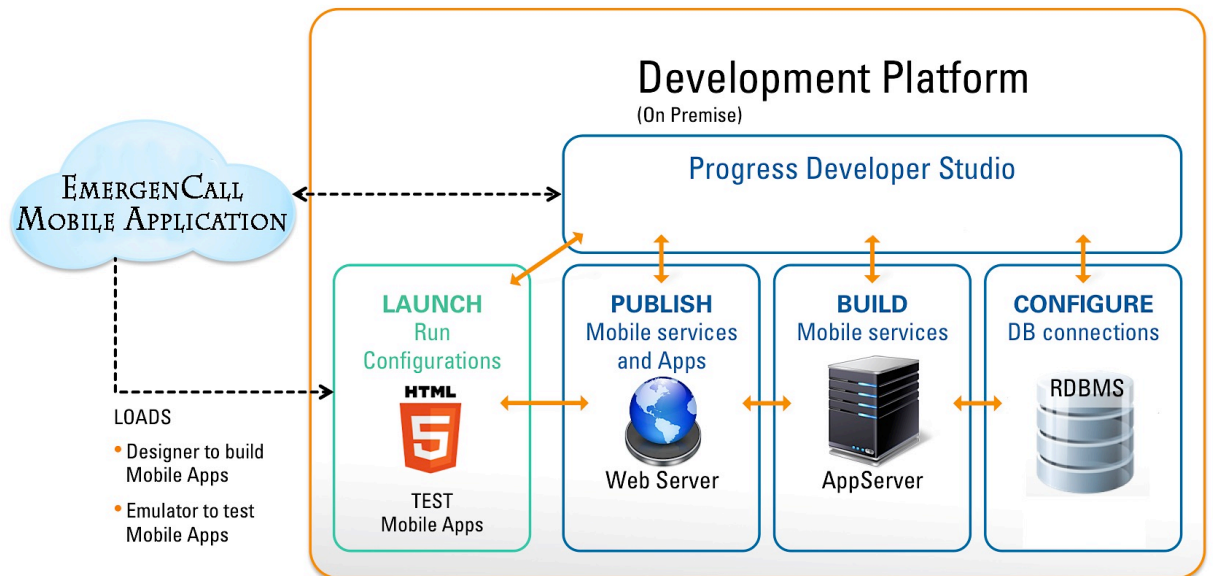 Development Platform
(On Premise)
Progress Developer Studio
EMERGENCALL
MOBILE APPLICATION
LAUNCH
Run
Configurations
HTML
5
TEST
Mobile Apps
PUBLISH
Mobile services
and Apps
Web Server
BUILD
Mobile services
AppServer
CONFIGURE
DB connections
RDBMS
LOADS
• Designer to build
Mobile Apps
• Emulator to test
Mobile Apps